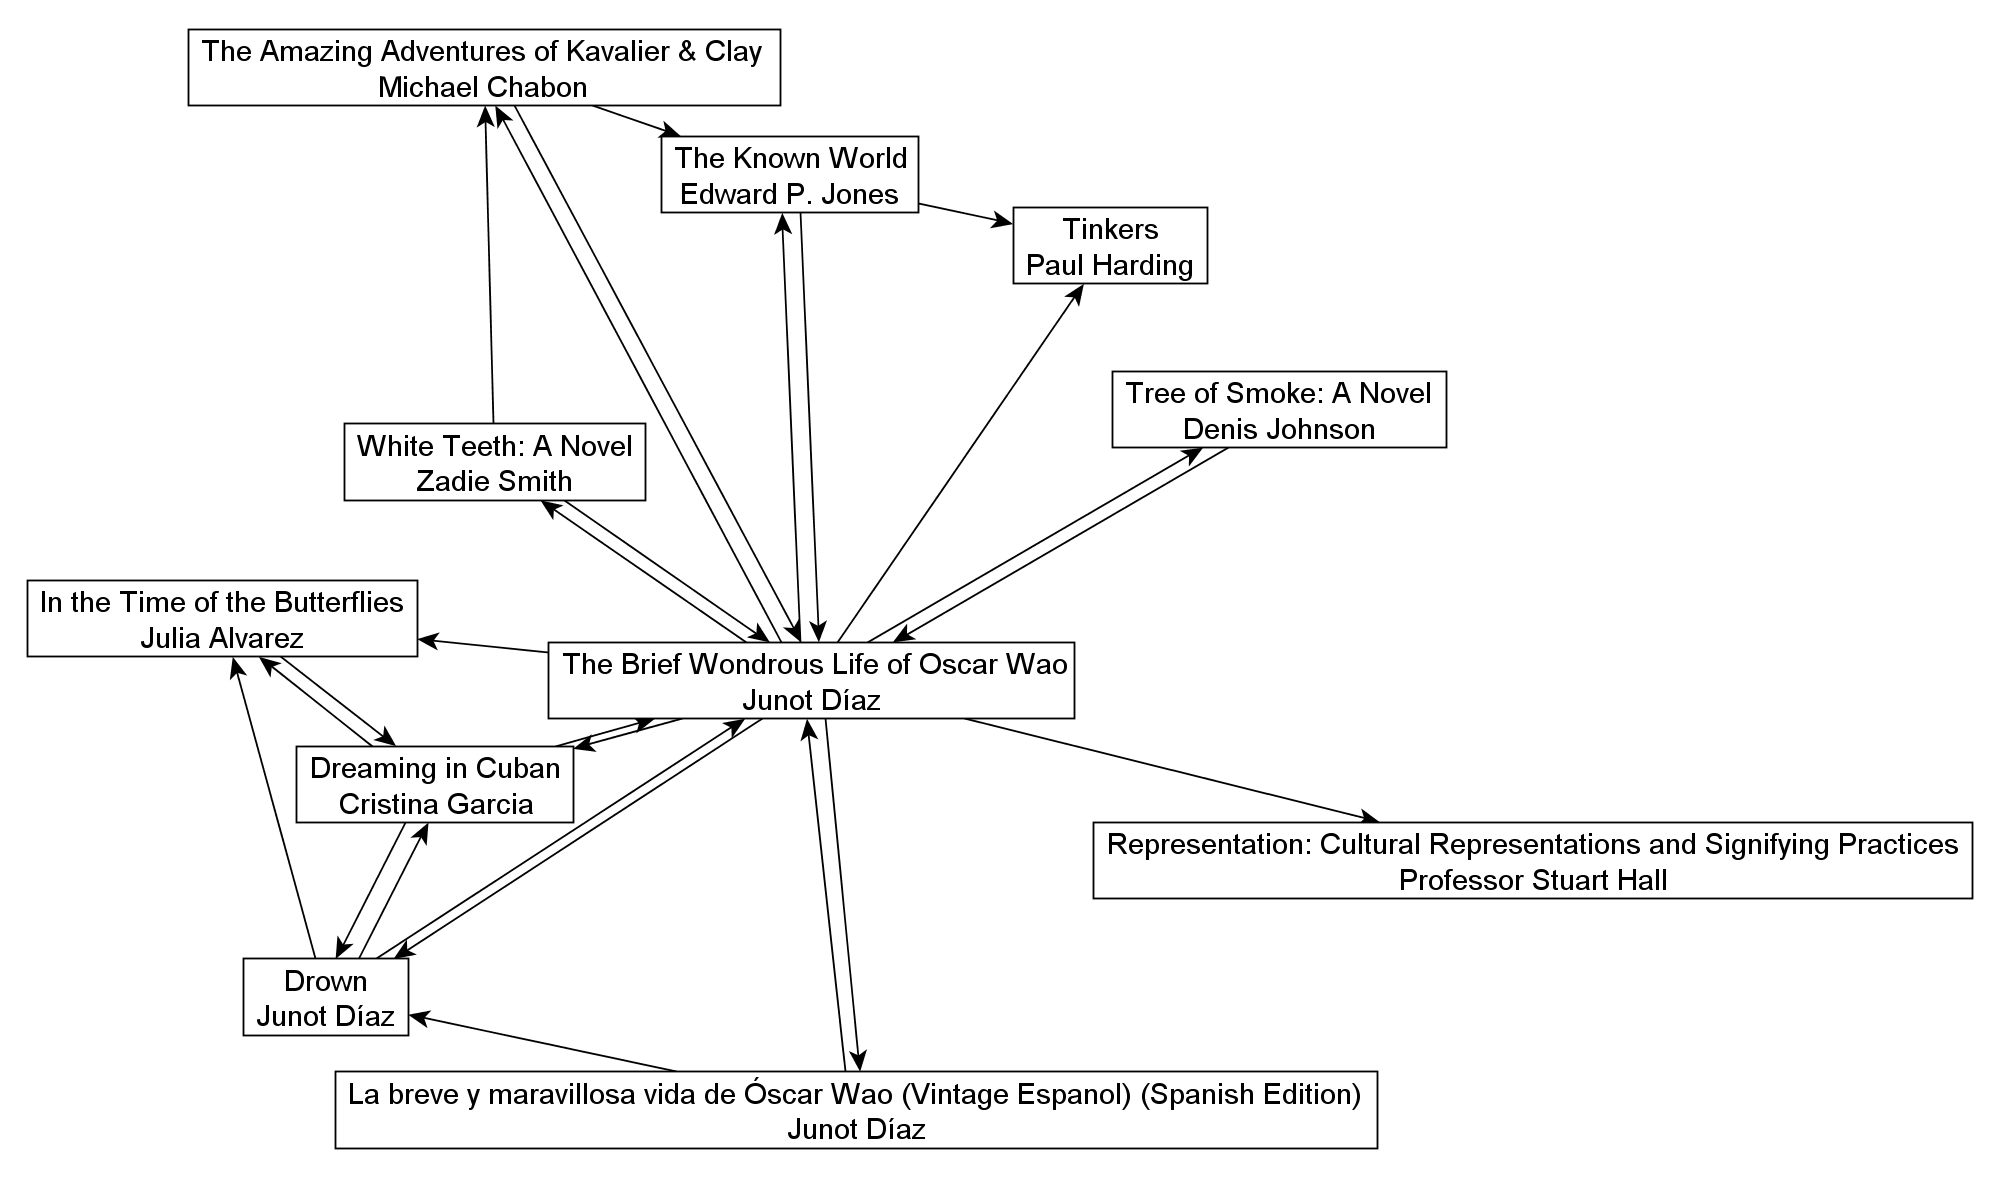 The Amazing Adventures of Kavalier & Clay
Michael Chabon
The Known World
Edward P. Jones
Tinkers
Paul Harding
Tree of Smoke: A Novel
Denis Johnson
White Teeth: A Novel
Zadie Smith
In the Time of the Butterflies
Julia Alvarez
The Brief Wondrous Life of Oscar Wao
Junot Díaz
Dreaming in Cuban
Cristina Garcia
Representation: Cultural Representations and Signifying Practices
Professor Stuart Hall
Drown
Junot Díaz
La breve y maravillosa vida de Óscar Wao (Vintage Espanol) (Spanish Edition)
Junot Díaz